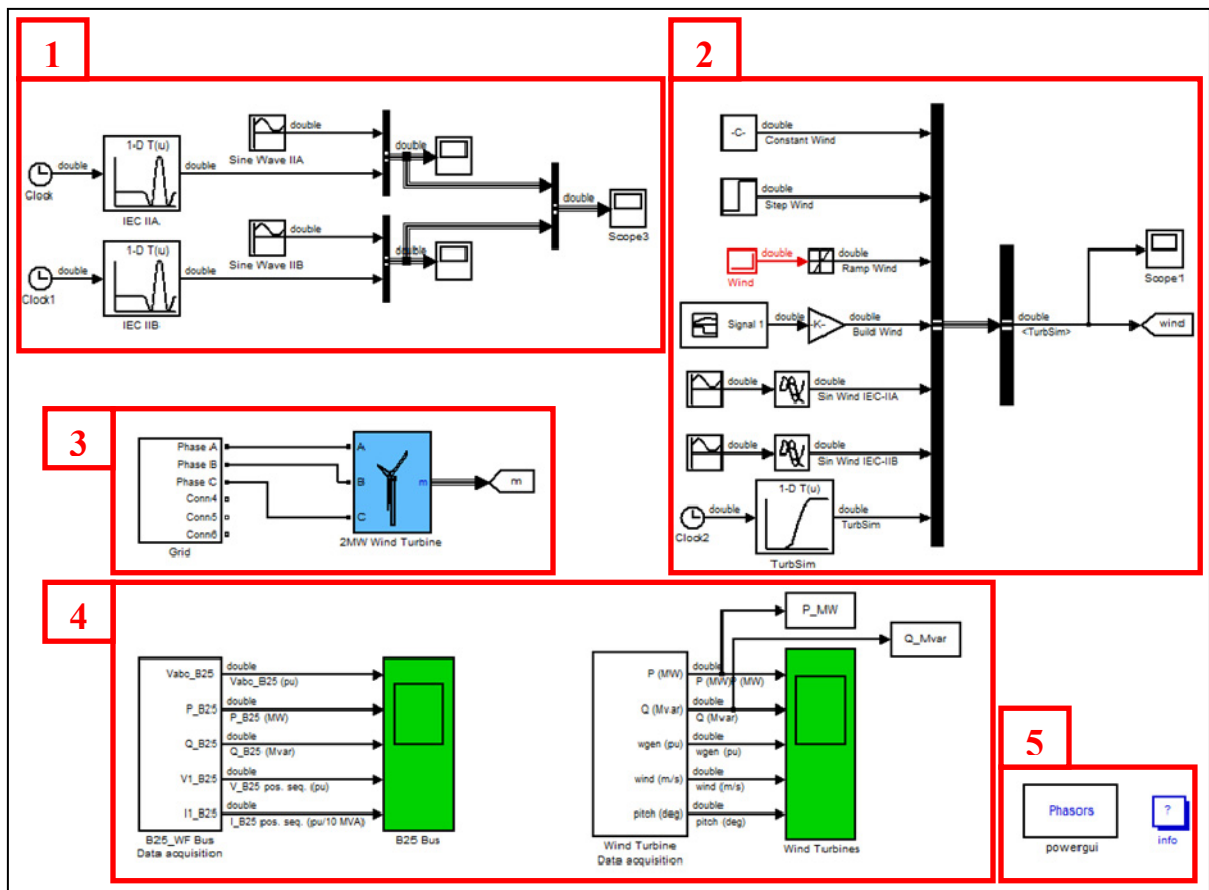 1
1-D T(u)
double
Clock
IEC IIA.
double
double
Sine Wave IIA
double
1-D T(u)
double
Clock1
IEC IIB
double
double
Sine Wave IIB
double
double
Scope3
2
-C-
double
Constant Wind
double
Step Wind
Wind
double
double
Ramp Wind
Signal 1
double
-K-
double
Build Wind
double
double
Sin Wind IEC-IIA
double
double
Sin Wind IEC-IIB
Clock2
double
1-D T(u)
TurbSim
double
TurbSim
double
<TurbSim>
Scope1
wind
3
Phase A
Phase B
Phase C
Conn4
Conn5
Conn6
Grid
A
B
C
m
2MW Wind Turbine
m
4
Vabc_B25
double
Vabc_B25 (pu)
P_B25
double
P_B25 (MW)
Q_B25
double
Q_B25 (Mvar)
V1_B25
double
V_B25 pos. seq. (pu)
I1_B25
double
I_B25 pos. seq. (pu/10 MVA)
B25_WF Bus
Data acquisition
B25 Bus
P_MW
Q_Mvar
P (MW)
double
P (MW)P (MW)
Q (Mvar)
double
Q (Mvar)
wgen (pu)
double
wgen (pu)
wind (m/s)
double
wind (m/s)
pitch (deg)
double
pitch (deg)
Wind Turbine
Data acquisition
Wind Turbines
5
Phasors
powergui
?
info